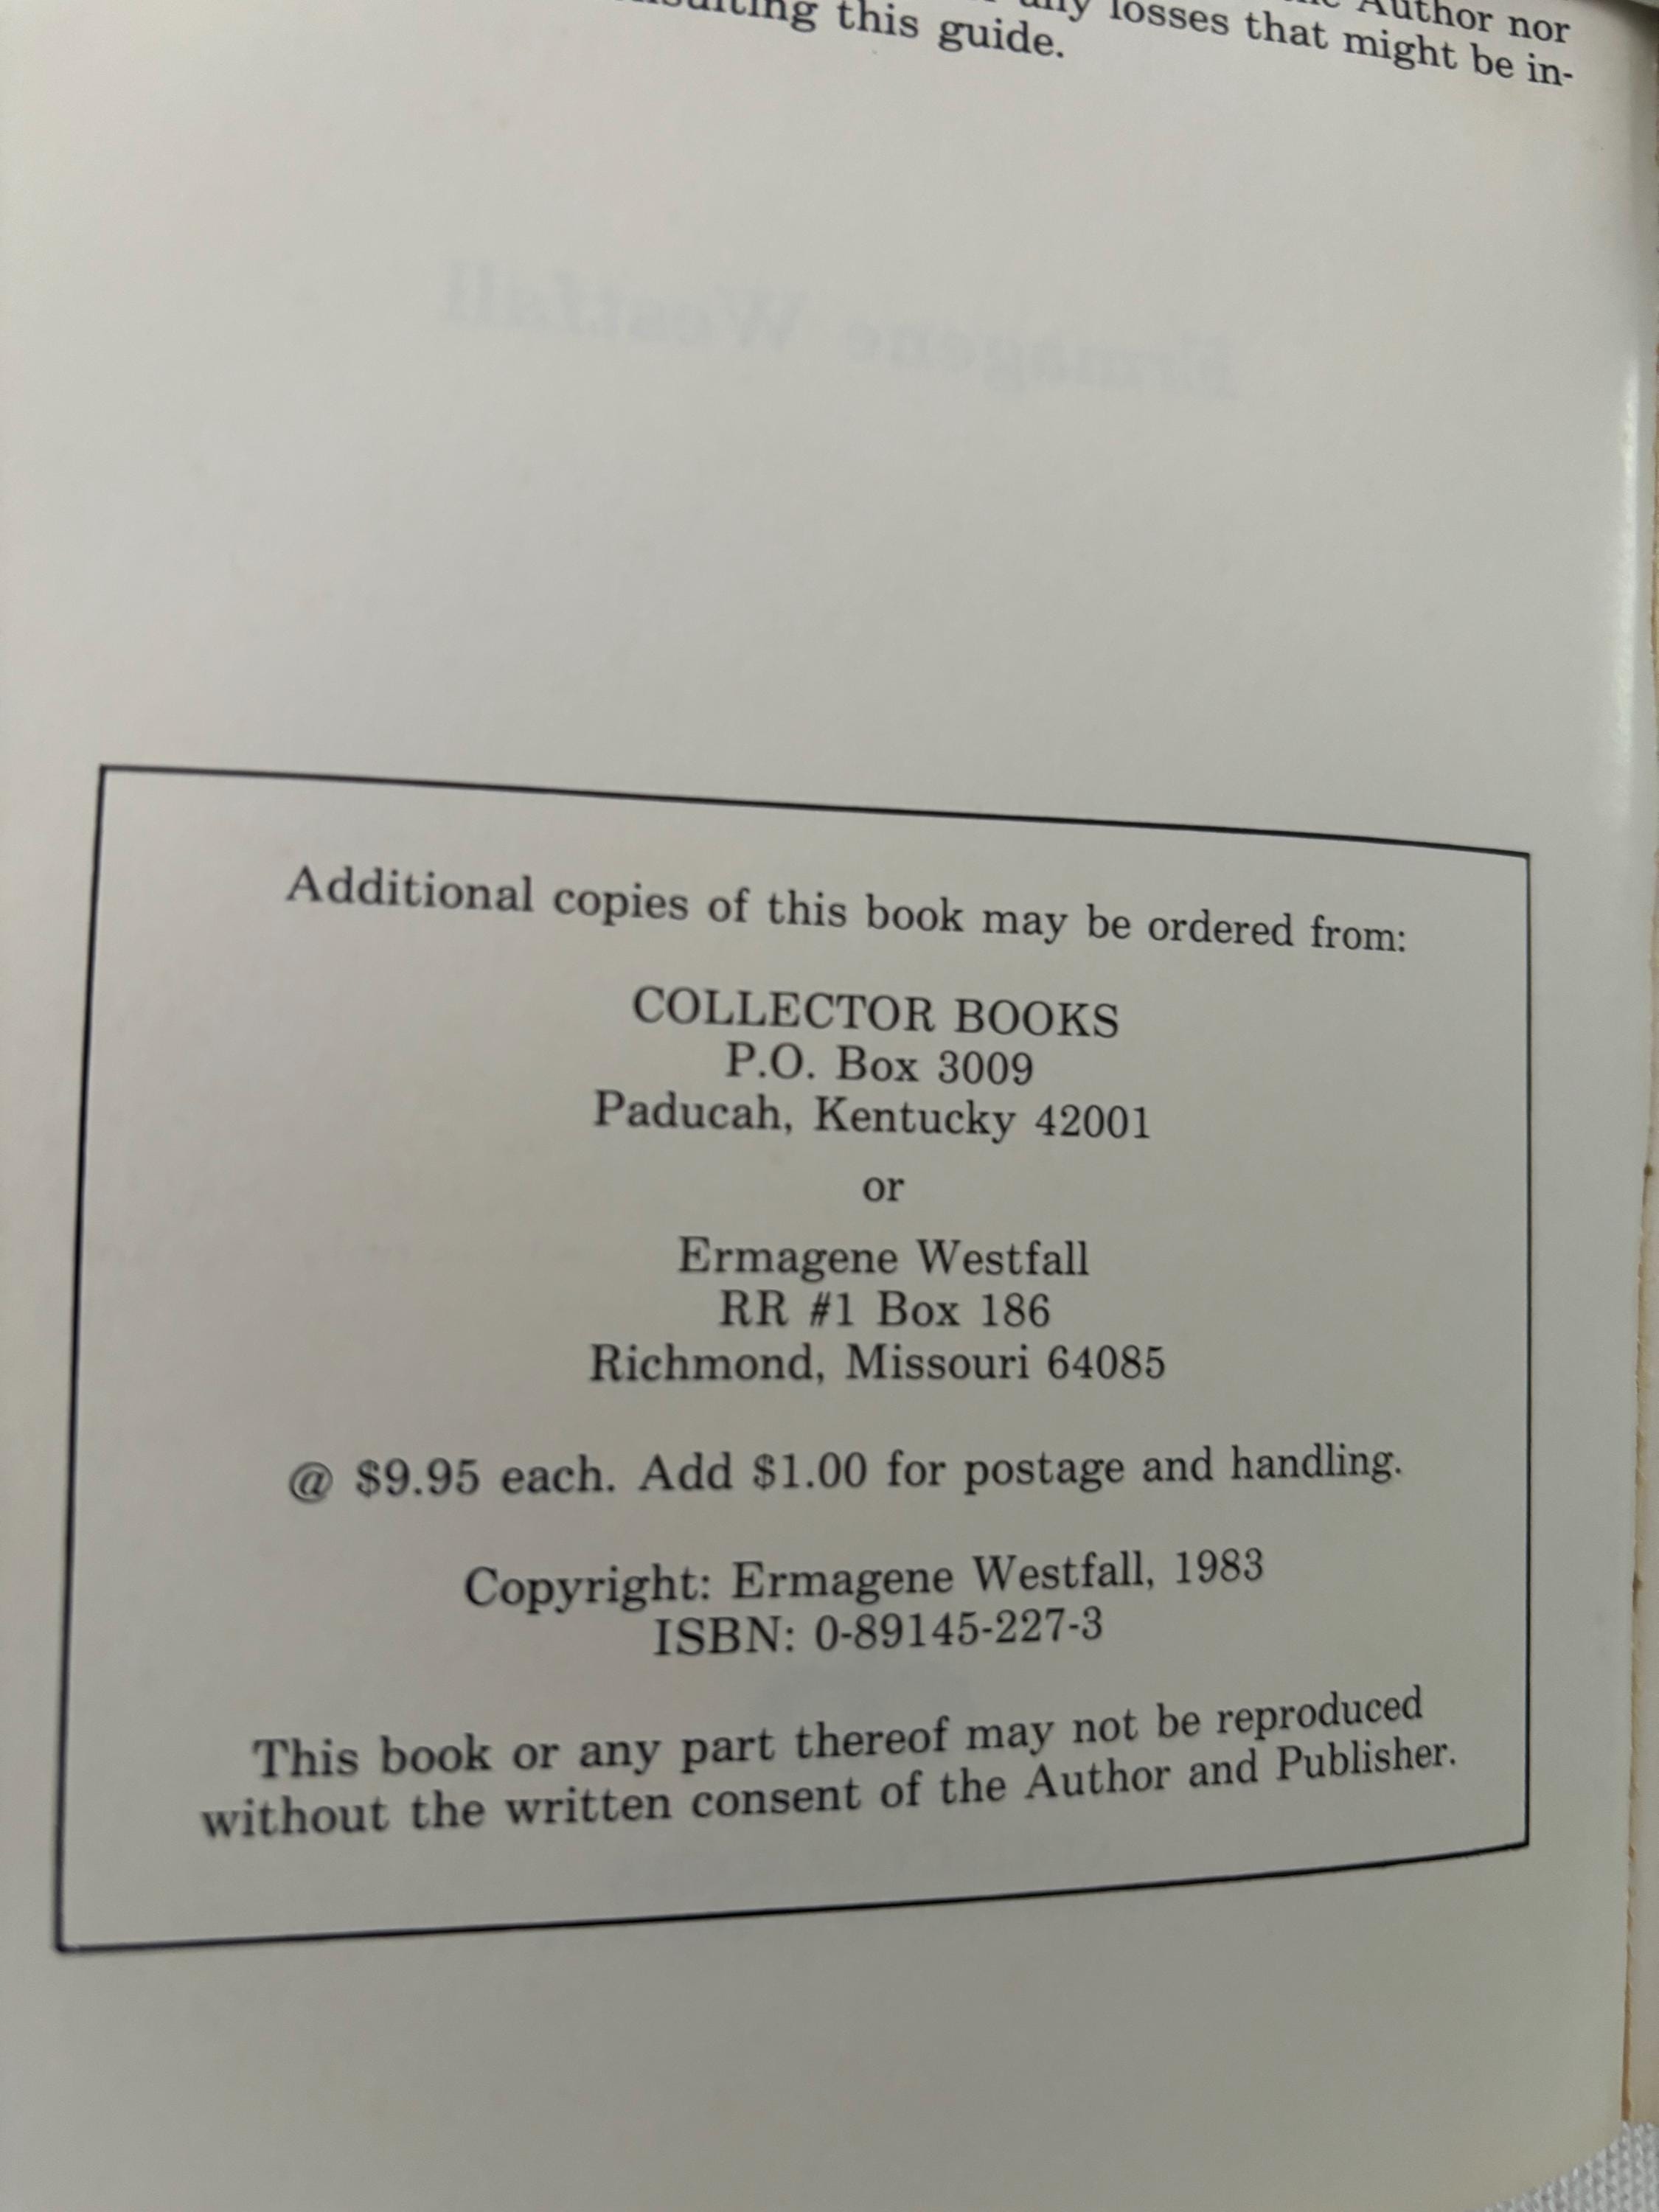 Author nor
any losses that might be in-
this guide.
Ermagene Westfall
Additional copies of this book may be ordered from:
COLLECTOR BOOKS
P.O. Box 3009
Paducah, Kentucky 42001
or
Ermagene Westfall
RR #1 Box 186
Richmond, Missouri 64085
@ $9.95 each. Add $1.00 for postage and handling.
Copyright: Ermagene Westfall, 1983
ISBN: 0-89145-227-3
This book or any part thereof may not be reproduced
without the written consent of the Author and Publisher.